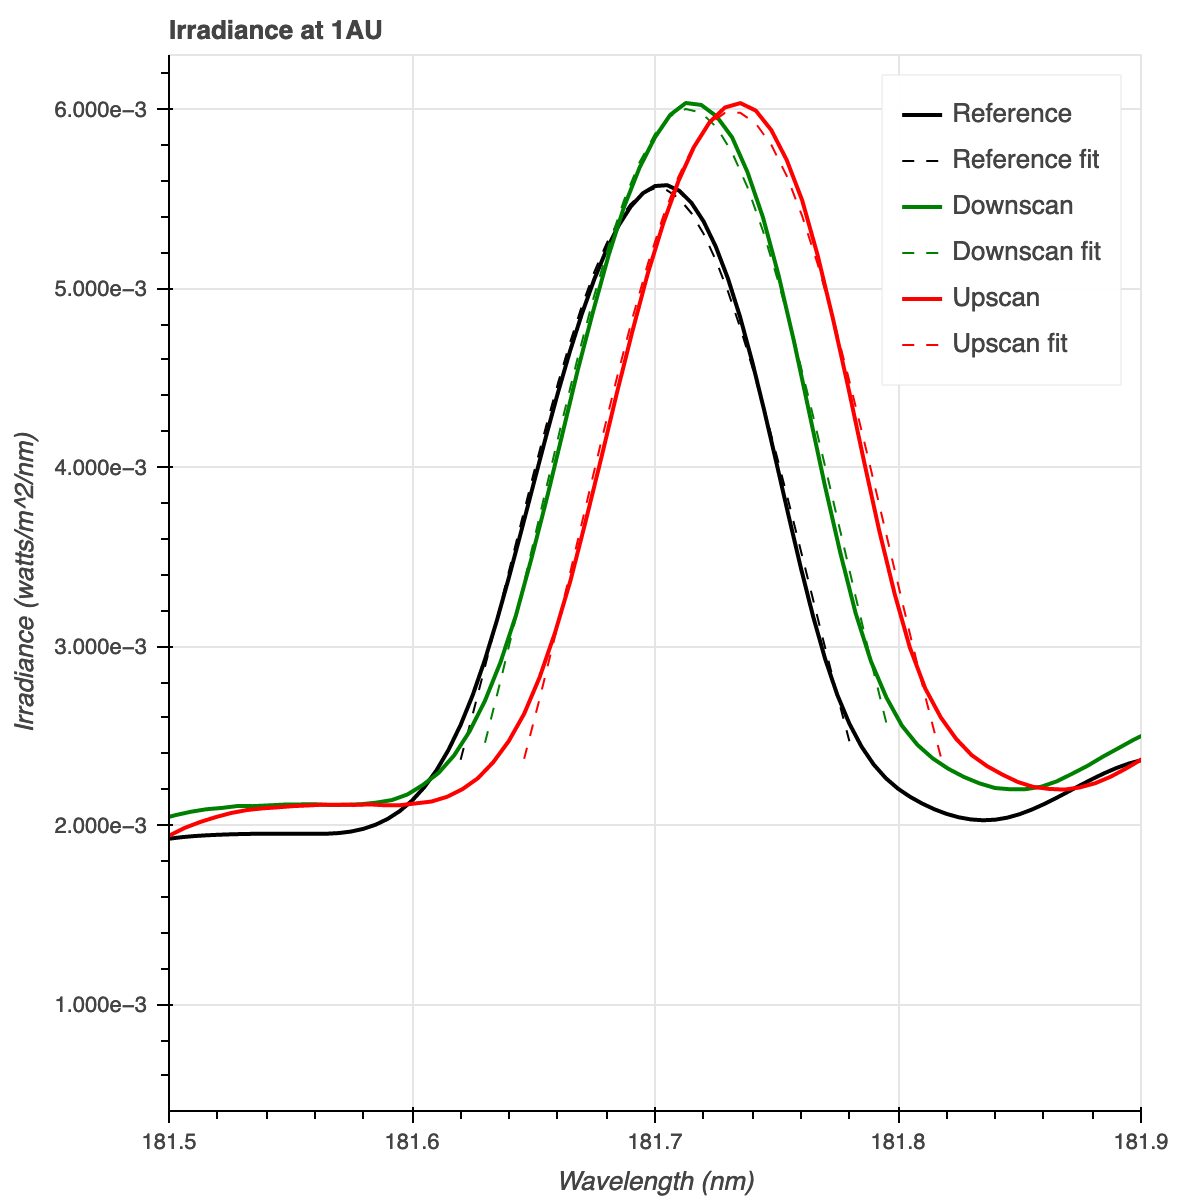 Irradiance at 1AU
Reference
Reference fit
Downscan
Downscan fit
Upscan
Upscan fit
6.000e−3
5.000e−3
4.000e−3
3.000e−3
2.000e−3
1.000e−3
Irradiance (watts/m^2/nm)
181.5 181.6 181.7 181.8 181.9
Wavelength (nm)